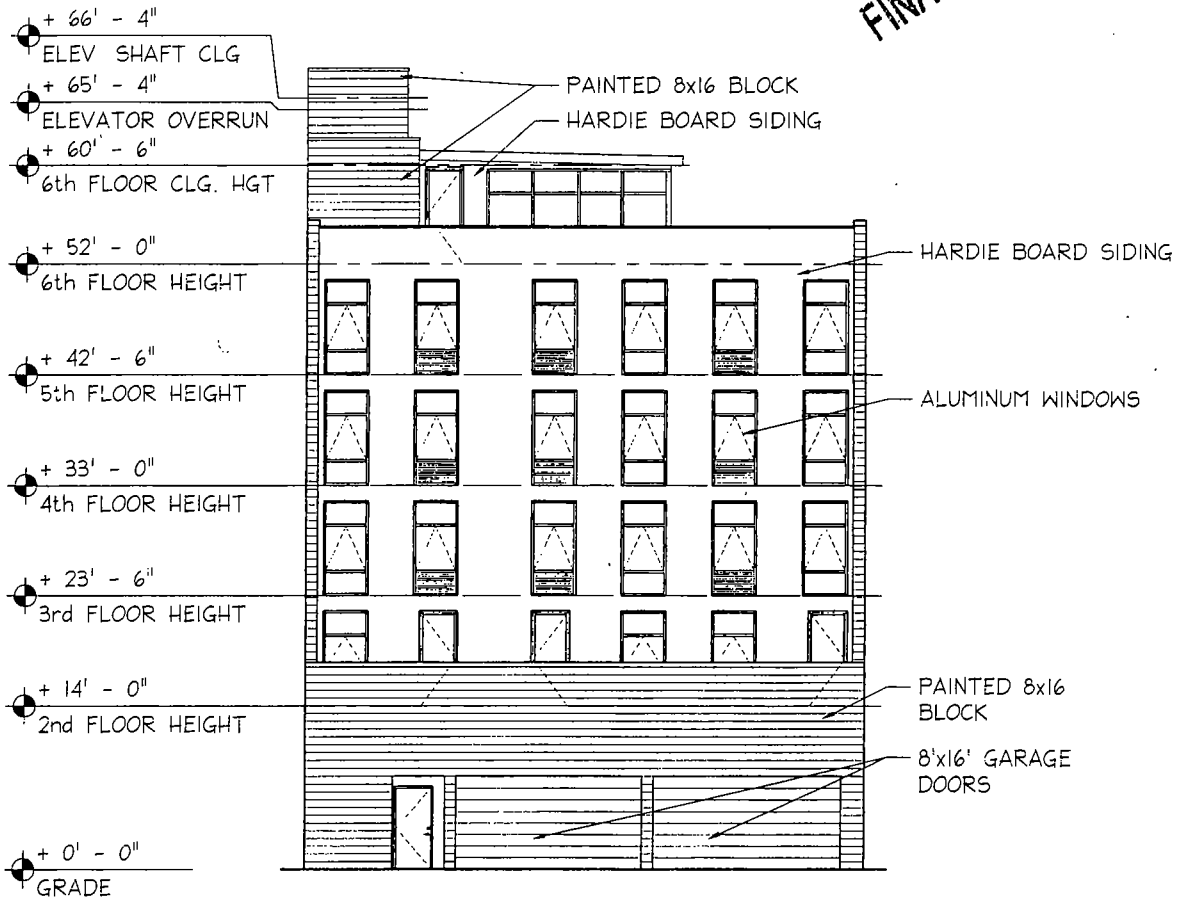 + 66' - 4"
ELEV SHAFT CLG
+ 65' - 4"
ELEVATOR OVERRUN
+ 60' - 6"
6th FLOOR CLG. HGT
+ 52' - 0"
6th FLOOR HEIGHT
+ 42' - 6"
5th FLOOR HEIGHT
+ 33' - 0"
4th FLOOR HEIGHT
+ 23' - 6"
3rd FLOOR HEIGHT
+ 14' - 0"
2nd FLOOR HEIGHT
+ 0' - 0"
GRADE
PAINTED 8x16 BLOCK
HARDIE BOARD SIDING
HARDIE BOARD SIDING
ALUMINUM WINDOWS
PAINTED 8x16
BLOCK
8'x16' GARAGE
DOORS